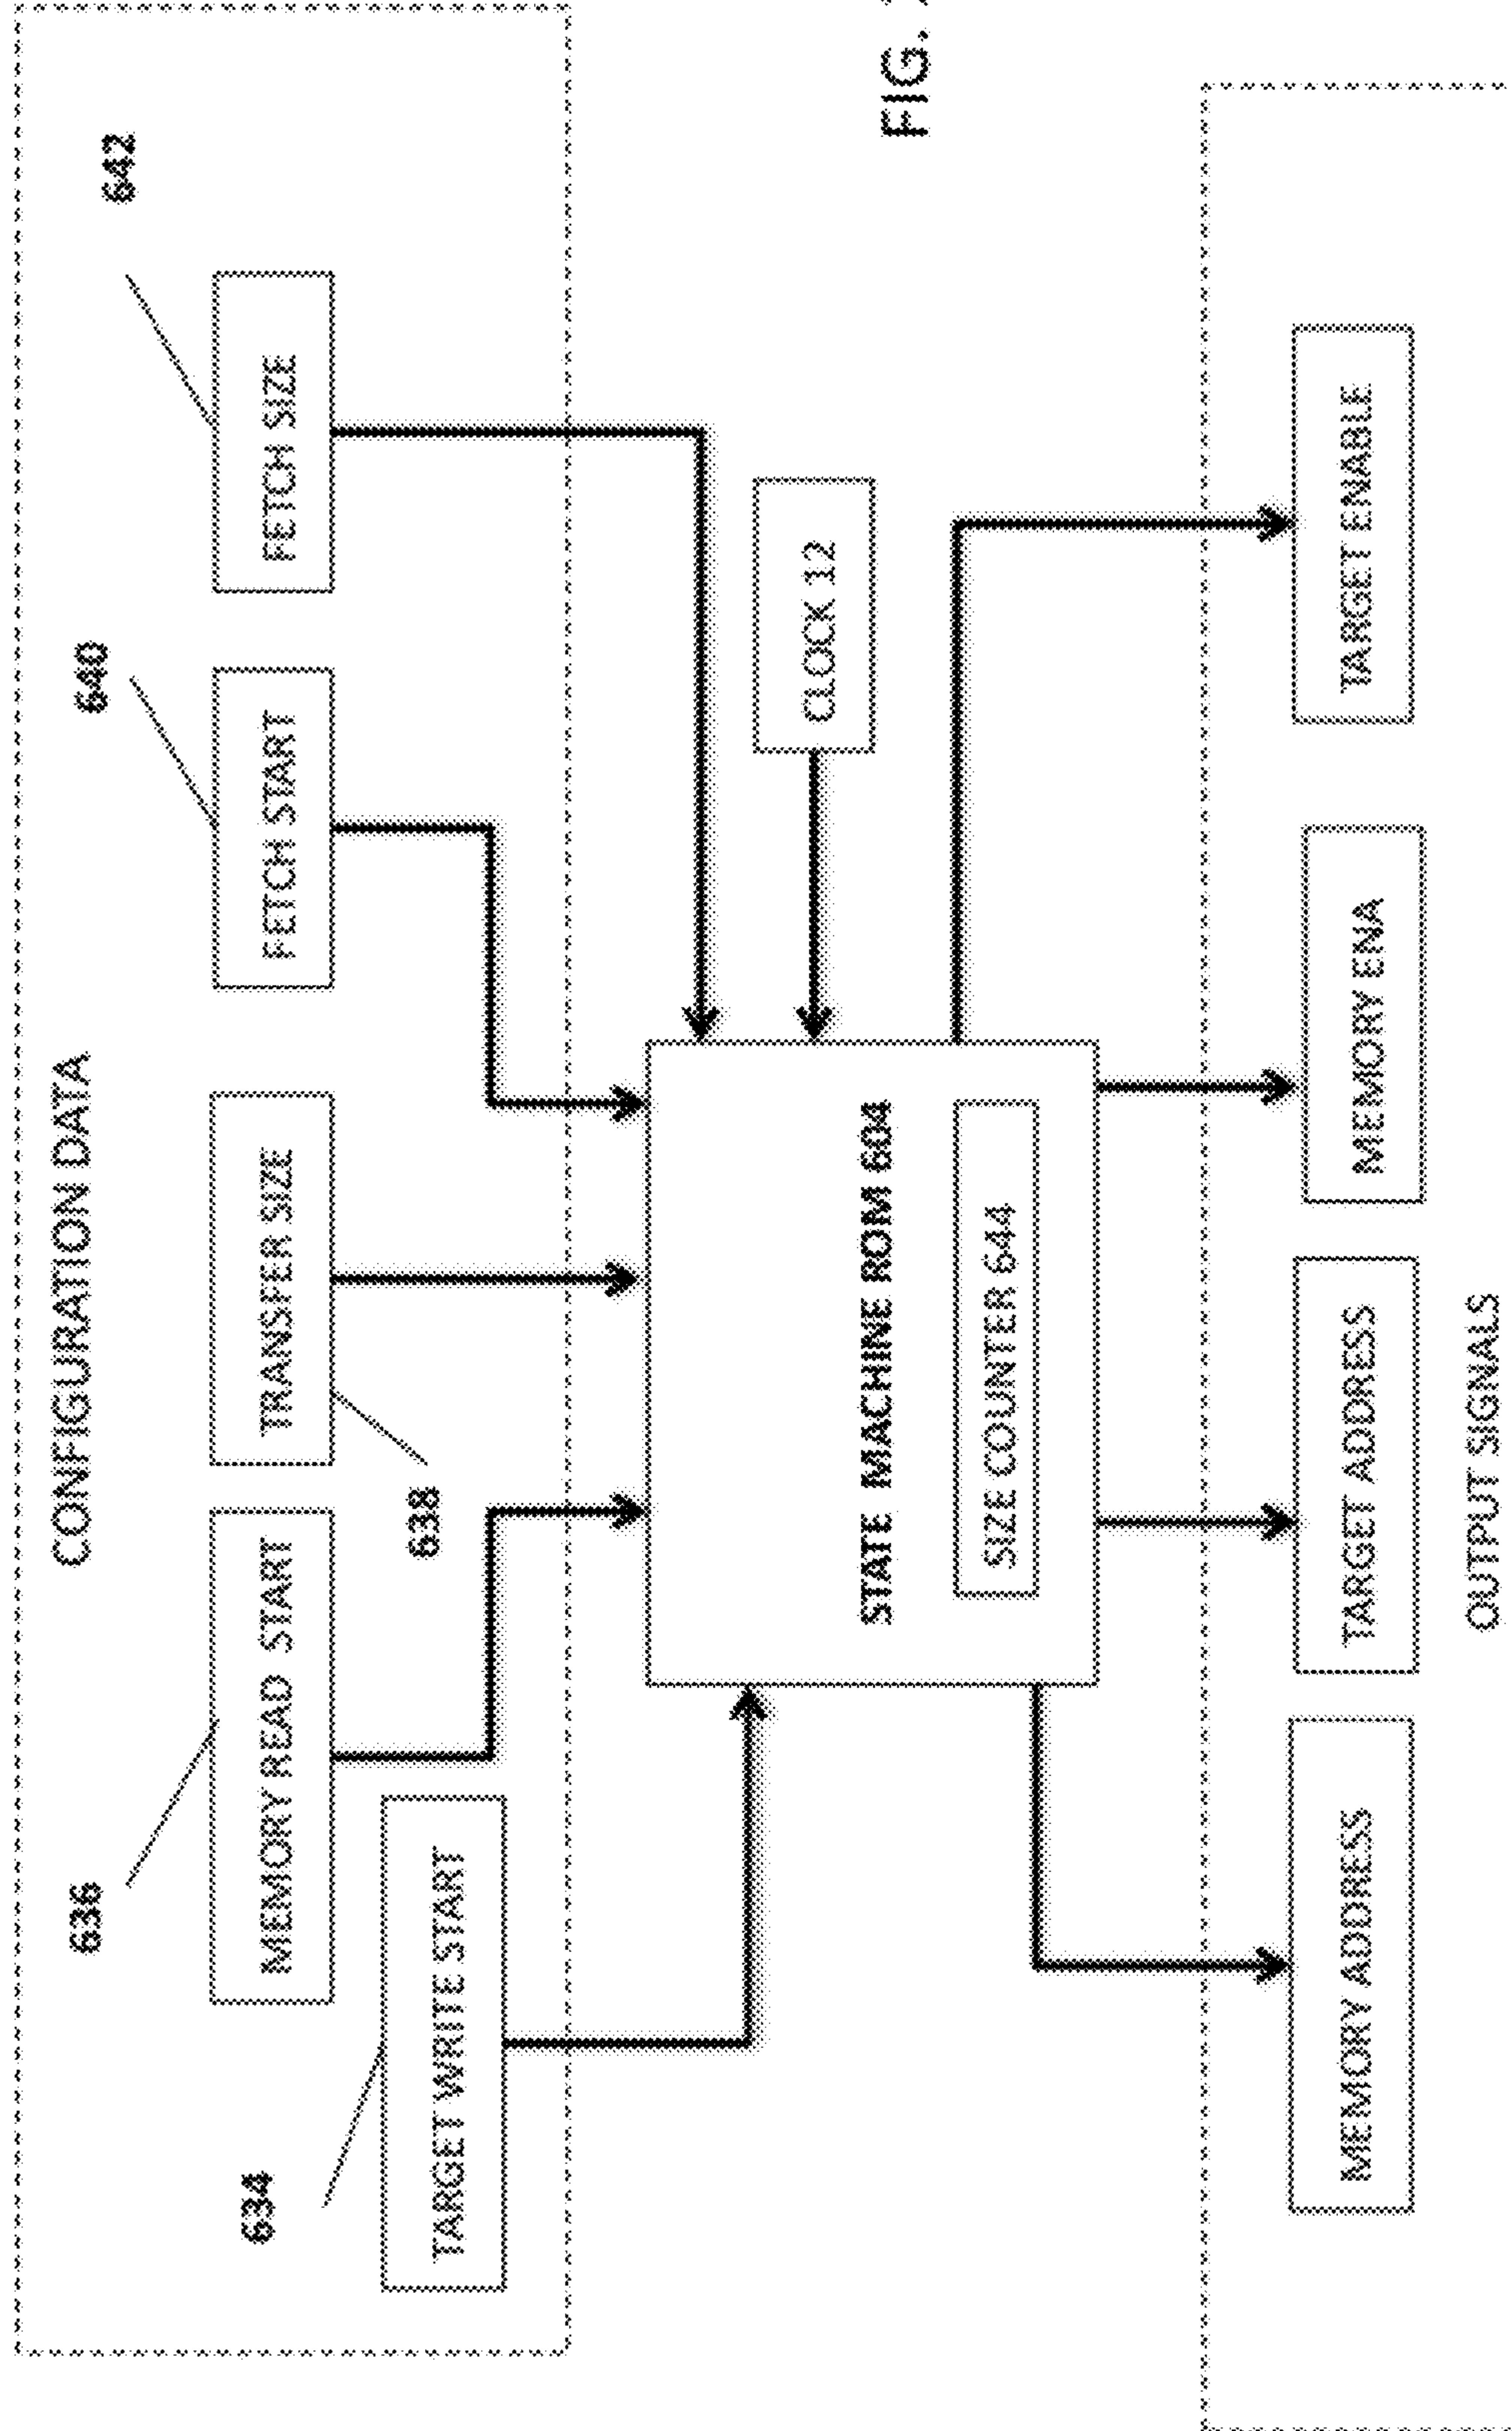 CONFIGURATION DATA
636
640
642
MEMORY READ START
TRANSFER SIZE
FETCH START
FETCH SIZE
634
638
TARGET WRITE START
CLOCK 12
STATE MACHINE ROM 604
SIZE COUNTER 644
FIG.
MEMORY ADDRESS
TARGET ADDRESS
MEMORY ENA
TARGET ENABLE
OUTPUT SIGNALS